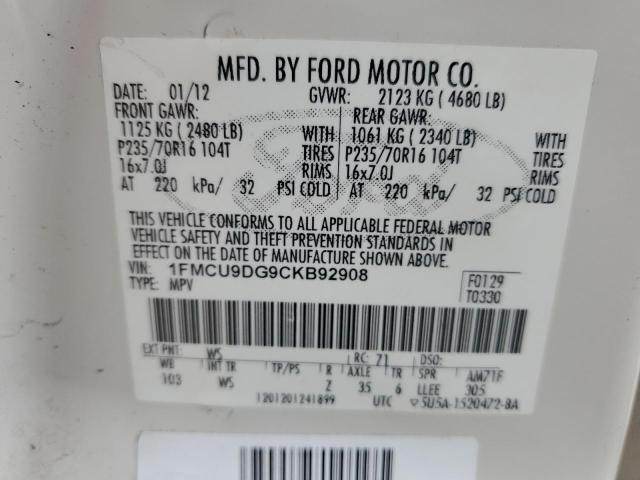 MFD. BY FORD MOTOR CO.
DATE: 01/12 GVWR: 2123 KG ( 4680 LB)
FRONT GAWR: REAR GAWR:
1125 KG ( 2480 LB) WITH 1061 KG ( 2340 LB) WITH
P235/70R16 104T TIRES P235/70R16 104T TIRES
16x7.0J RIMS 16x7.0J RIMS
AT 220 kPa/ 32 PSI COLD AT 220 kPa/ 32 PSI COLD
THIS VEHICLE CONFORMS TO ALL APPLICABLE FEDERAL MOTOR
VEHICLE SAFETY AND THEFT PREVENTION STANDARDS IN
EFFECT ON THE DATE OF MANUFACTURE SHOWN ABOVE.
VIN: 1FMCU9DG9CKB92908 F0129
TYPE: MPV T0330
EXT PNT: WS RC: 71 DSO:
WB INT TR TP/PS R AXLE TR SPR AM71F
103 WS Z 35 6 LLEE 305
1201201241899 UTC ▽5U5A-1520472-BA